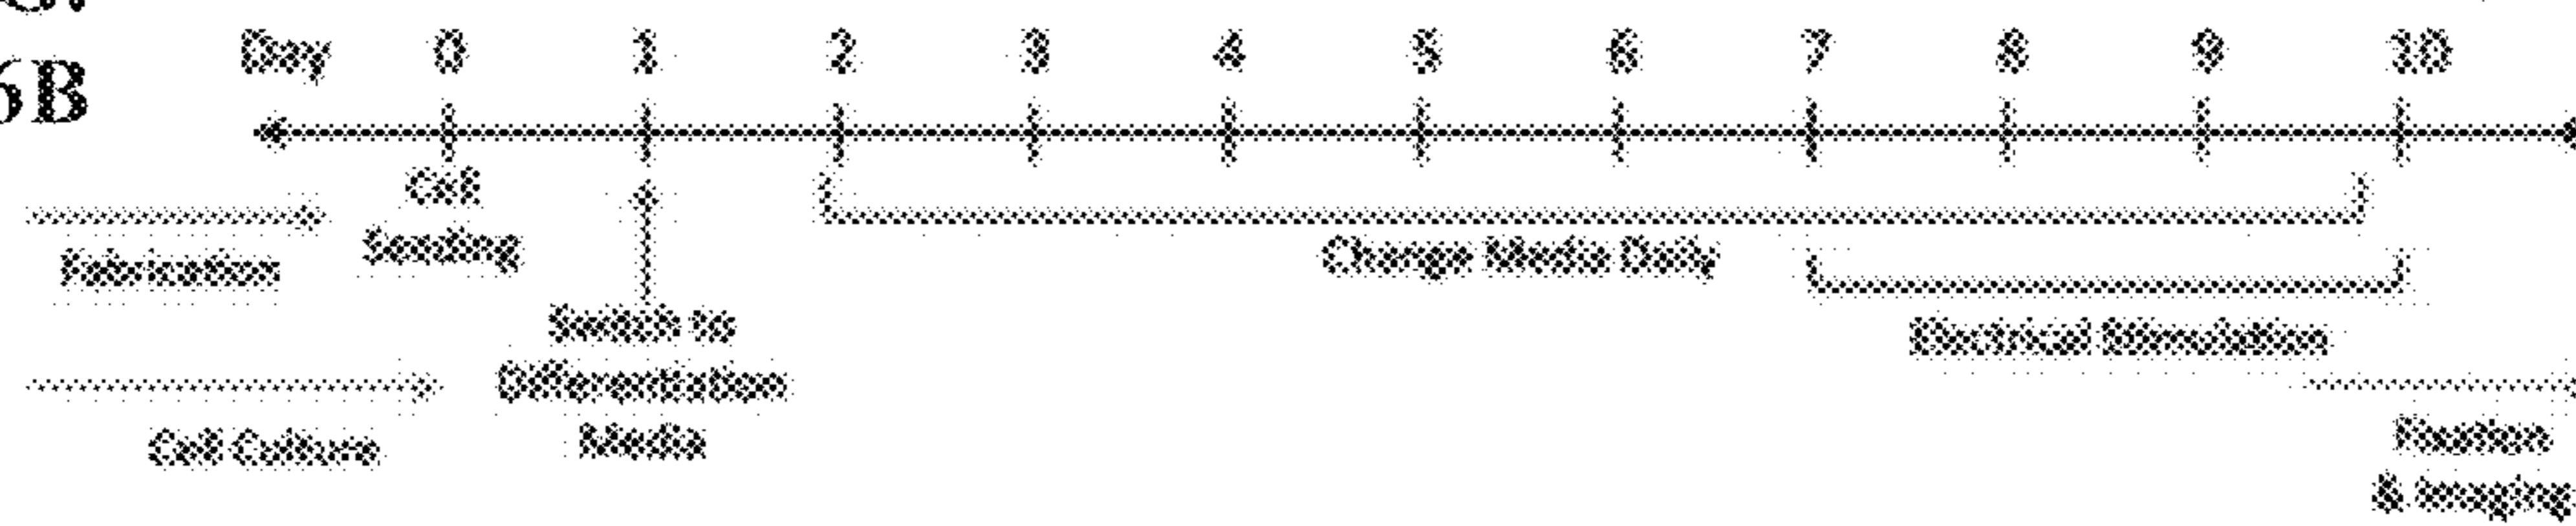 6B
Day 0 1 2 3 4 5 6 7 8 9 10
Cell
Seeding
Fabrication
Change Media Daily
Switch to
Differentiation
Media
Electrical Stimulation
Cell Culture
Fixation
& Imaging